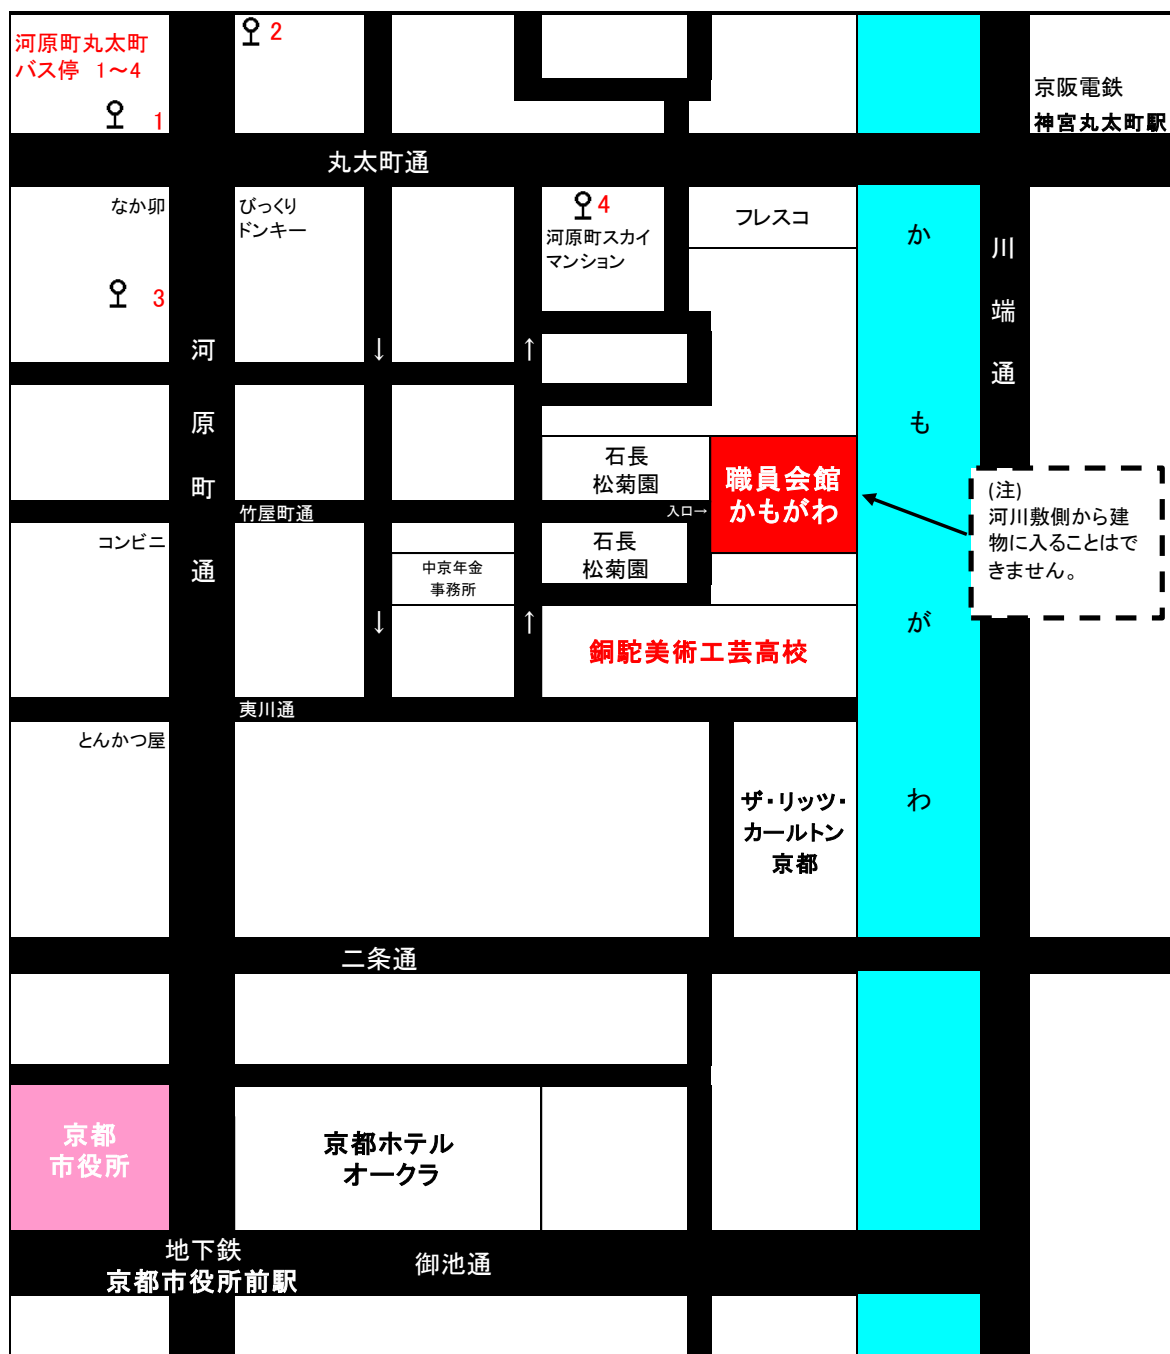 河原町丸太町
バス停 1~4
1
2
京阪電鉄
神宮丸太町駅
丸太町通
なか卯
3
びっくり
ドンキー
4
河原町スカイ
マンション
フレスコ
か
も
が
わ
川
端
通
河
原
町
通
↓
↑
石長
松菊園
職員会館
かもがわ
竹屋町通
入口→
(注)
河川敷側から建
物に入ることはで
きません。
コンビニ
中京年金
事務所
石長
松菊園
↓
↑
銅駝美術工芸高校
夷川通
とんかつ屋
ザ・リッツ・
カールトン
京都
二条通
京都
市役所
京都ホテル
オークラ
地下鉄
京都市役所前駅
御池通